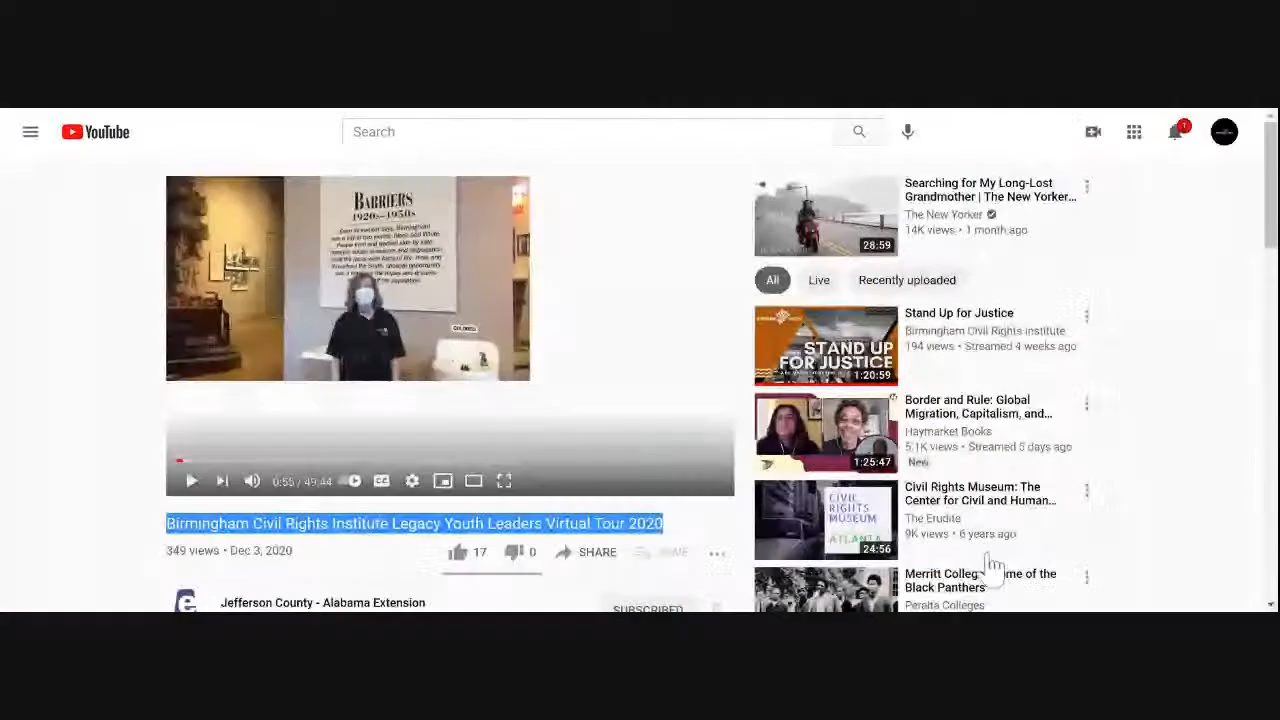 YouTube
Search
1
BARRIERS
1920s-1950s
COLORED
0:55 / 49:44
CC
Birmingham Civil Rights Institute Legacy Youth Leaders Virtual Tour 2020
349 views • Dec 3, 2020
17
0
SHARE
e
Jefferson County - Alabama Extension
SUBSCRIBED
28:59
Searching for My Long-Lost
Grandmother | The New Yorker...
The New Yorker
14K views • 1 month ago
All
Live
Recently uploaded
STAND UP
FOR JUSTICE
1:20:59
Stand Up for Justice
Birmingham Civil Rights Institute
194 views • Streamed 4 weeks ago
1:25:47
Border and Rule: Global
Migration, Capitalism, and...
Haymarket Books
5.1K views • Streamed 5 days ago
New
CIVIL
RIGHTS
MUSEUM
ATLANTA
24:56
Civil Rights Museum: The
Center for Civil and Human...
The Erudite
9K views • 6 years ago
Merritt of the
Black Panthers
Peralta Colleges